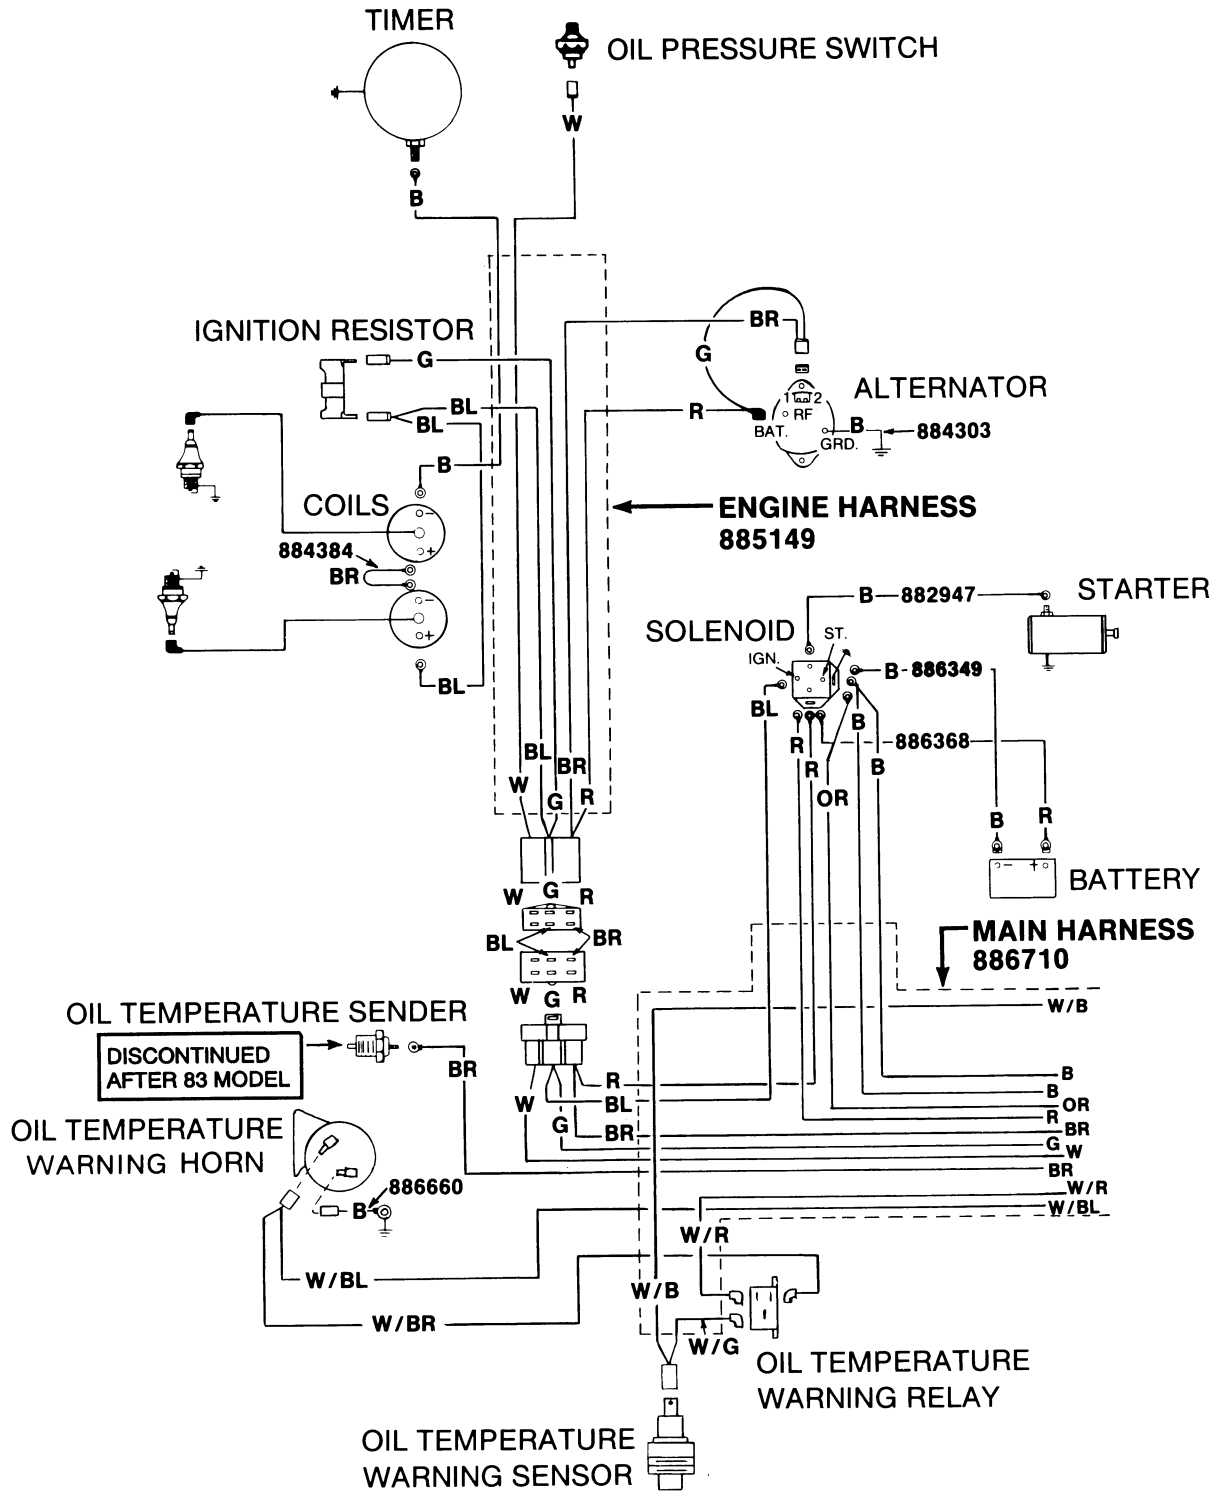 TIMER
OIL PRESSURE SWITCH
W
B
IGNITION RESISTOR
BR
G
G
ALTERNATOR
1 2
RF
BL
R
BL
BAT.
B
884303
GRD.
B
COILS
ENGINE HARNESS
885149
-
+
884384
BR
-
+
STARTER
B 882947
SOLENOID
ST.
IGN.
B - 886349
BL
BL
B
R
886368
BL
BR
R
B
W
G
R
OR
B
R
- +
BATTERY
W G R
BL
BR
MAIN HARNESS
886710
W G R
W/B
OIL TEMPERATURE SENDER
DISCONTINUED
AFTER 83 MODEL
BR
R
B
W
BL
B
OR
R
OIL TEMPERATURE
WARNING HORN
G
BR
BR
G
W
BR
886660
B
W/R
W/BL
W/R
W/BL
W/B
W/BR
W/G
OIL TEMPERATURE
WARNING RELAY
OIL TEMPERATURE
WARNING SENSOR